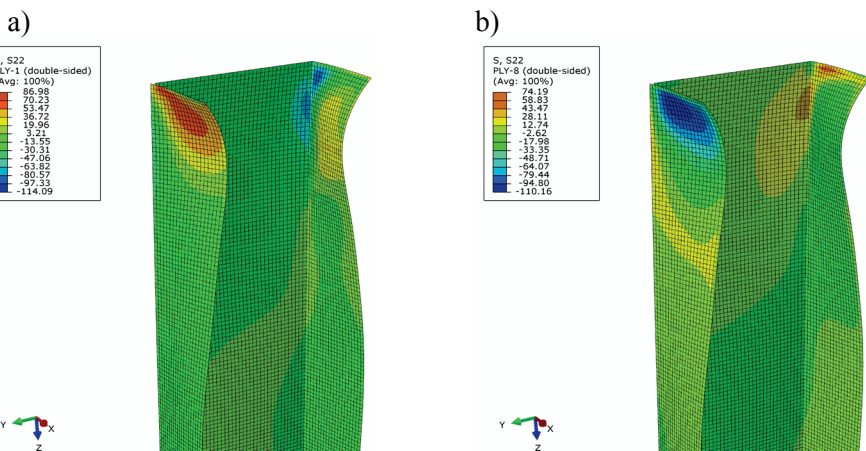 a)
, S22
LY-1 (double-sided)
Avg: 100%)
86.98
70.23
53.47
36.72
19.96
3.21
-13.55
-30.31
-47.06
-63.82
-80.57
-97.33
-114.09
Y
X
Z
b)
S, S22
PLY-8 (double-sided)
(Avg: 100%)
74.19
58.83
43.47
28.11
12.74
-2.62
-17.98
-33.35
-48.71
-64.07
-79.44
-94.80
-110.16
Y
X
Z